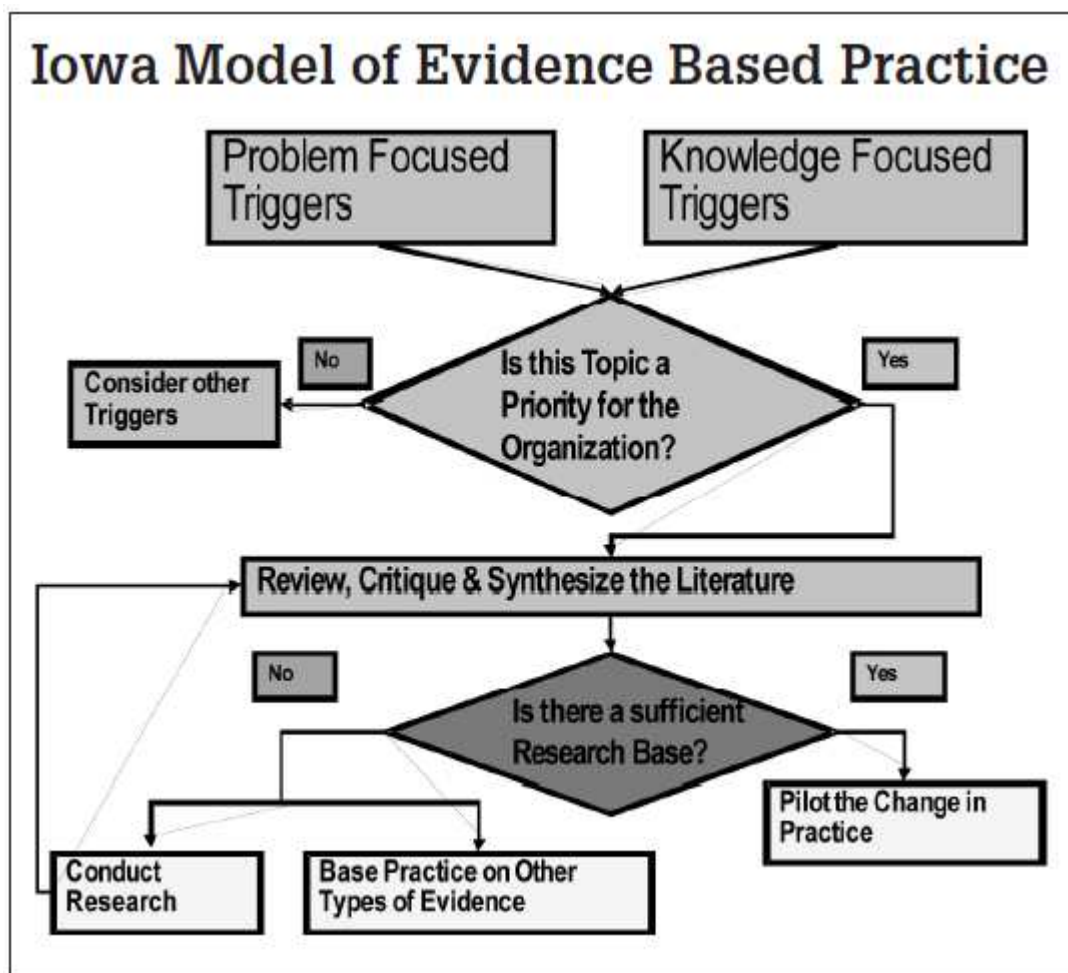 Iowa Model of Evidence Based Practice
Problem Focused
Triggers
Knowledge Focused
Triggers
No
Yes
Consider other
Triggers
Is this Topic a
Priority for the
Organization?
Review, Critique & Synthesize the Literature
No
Yes
Is there a sufficient
Research Base?
Pilot the Change in
Practice
Conduct
Research
Base Practice on Other
Types of Evidence